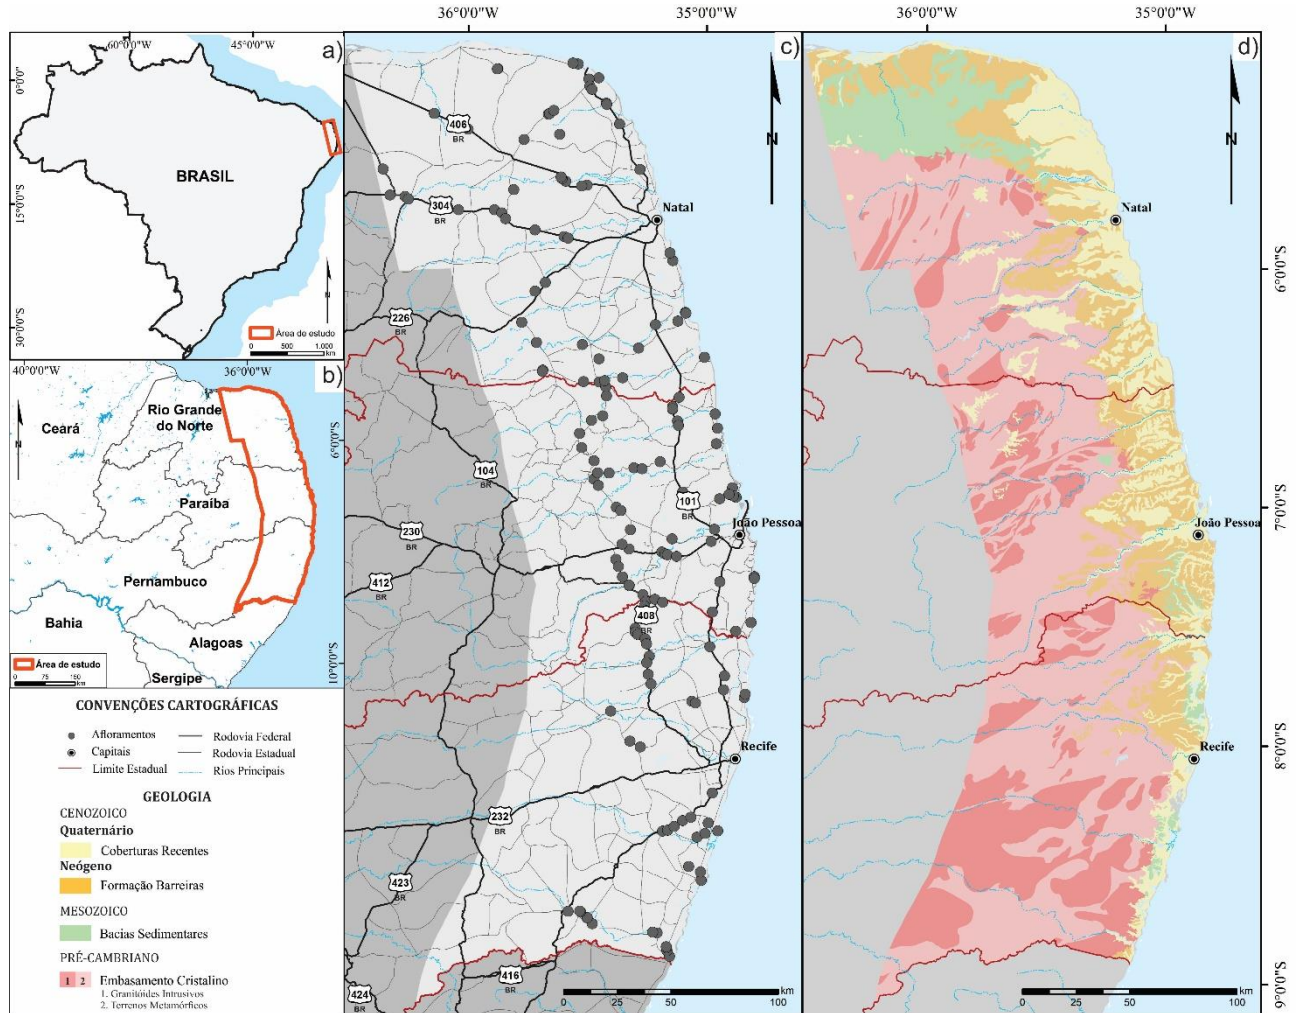 60°0'0"W
45°0'0"W
a)
0°0'0"
15°0'0"S
30°0'0"S
BRASIL
N
Área de estudo
0
500
1.000
km
40°0'0"W
36°0'0"W
b)
N
Ceará
Rio Grande
do Norte
Paraíba
Pernambuco
Bahia
Alagoas
Sergipe
Área de estudo
0
75
150
km
6°0'0"S
10°0'0"S
CONVENÇÕES CARTOGRÁFICAS
Afloramentos
Rodovia Federal
Capitais
Rodovia Estadual
Limite Estadual
Rios Principais
GEOLOGIA
CENOZOICO
Quaternário
Coberturas Recentes
Neógeno
Formação Barreiras
MESOZOICO
Bacias Sedimentares
PRÉ-CAMBRIANO
1 2
Embasamento Cristalino
1. Granitóides Intrusivos
2. Terrenos Metamórficos
36°0'0"W
35°0'0"W
c)
N
406
BR
304
BR
Natal
226
BR
104
BR
101
BR
João Pessoa
230
BR
412
BR
408
BR
Recife
232
BR
423
BR
416
BR
424
BR
0
25
50
100
km
36°0'0"W
35°0'0"W
d)
N
Natal
6°0'0"S
7°0'0"S
João Pessoa
8°0'0"S
Recife
9°0'0"S
0
25
50
100
km